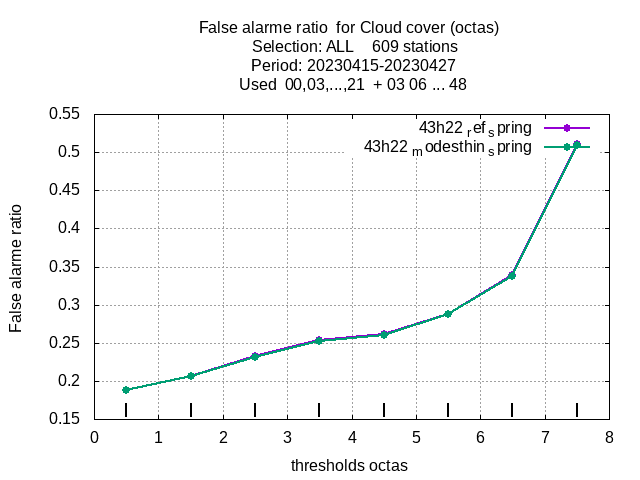 False alarme ratio  for Cloud cover (octas)
Selection: ALL    609 stations
Period: 20230415-20230427
Used  00,03,...,21  + 03 06 ... 48
0.55
0.5
0.45
0.4
0.35
0.3
0.25
0.2
0.15
False alarme ratio
43h22 ref spring
43h22 modesthin spring
0 1 2 3 4 5 6 7 8
thresholds octas